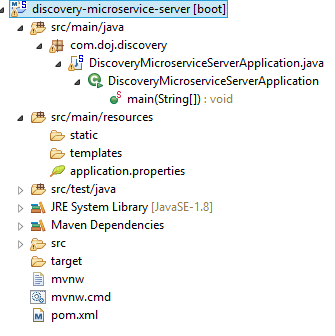 discovery-microservice-server [boot]
src/main/java
com.doj.discovery
DiscoveryMicroserviceServerApplication.java
DiscoveryMicroserviceServerApplication
main(String[]) : void
src/main/resources
static
templates
application.properties
src/test/java
JRE System Library [JavaSE-1.8]
Maven Dependencies
src
target
mvnw
mvnw.cmd
pom.xml